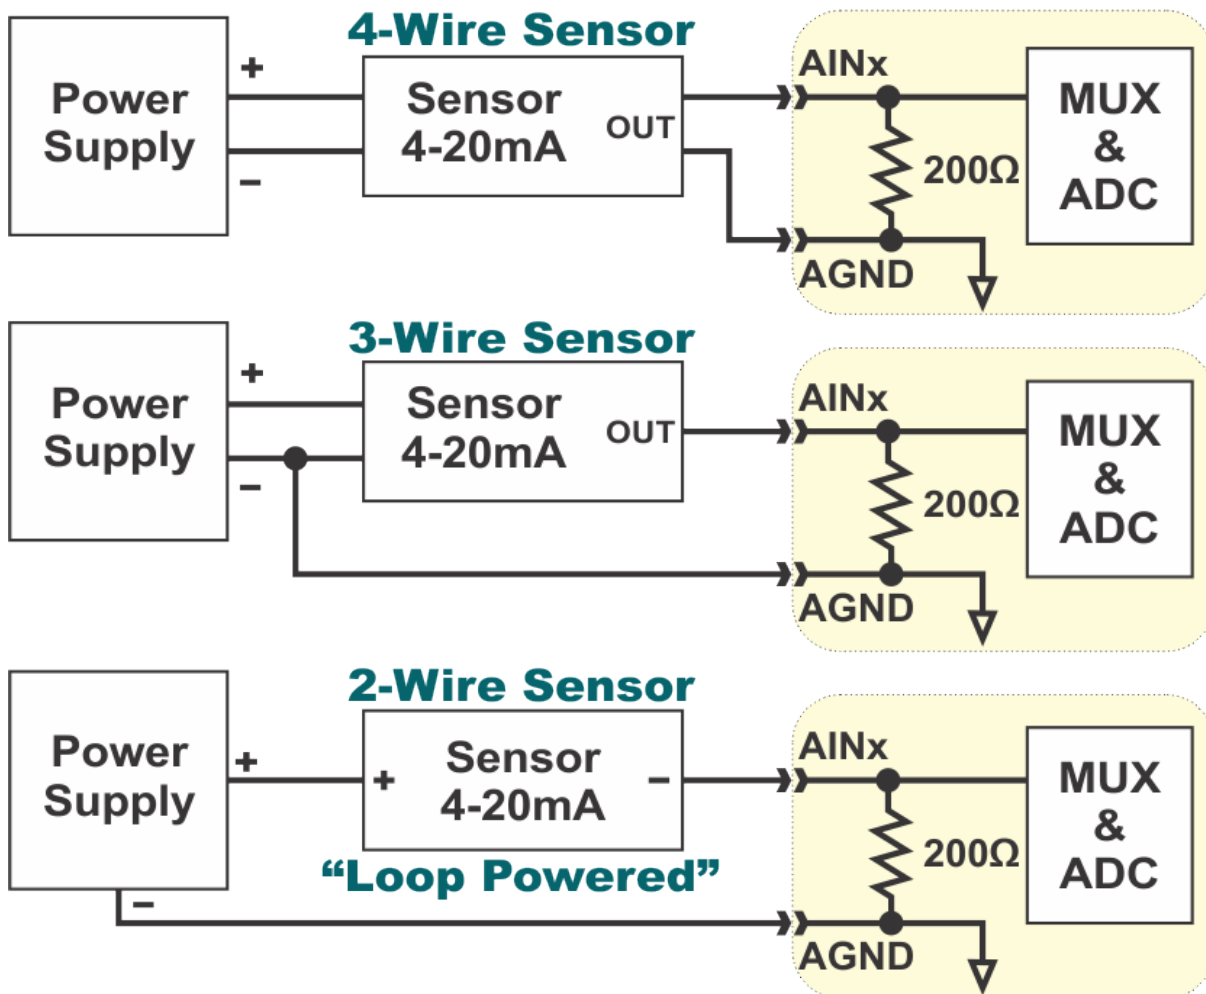 4-Wire Sensor
Power
Supply
+
−
Sensor
4-20mA
OUT
AINx
200Ω
AGND
MUX
&
ADC
3-Wire Sensor
Power
Supply
+
−
Sensor
4-20mA
OUT
AINx
200Ω
AGND
MUX
&
ADC
2-Wire Sensor
Power
Supply
+
−
+
Sensor
4-20mA
−
“Loop Powered”
AINx
200Ω
AGND
MUX
&
ADC